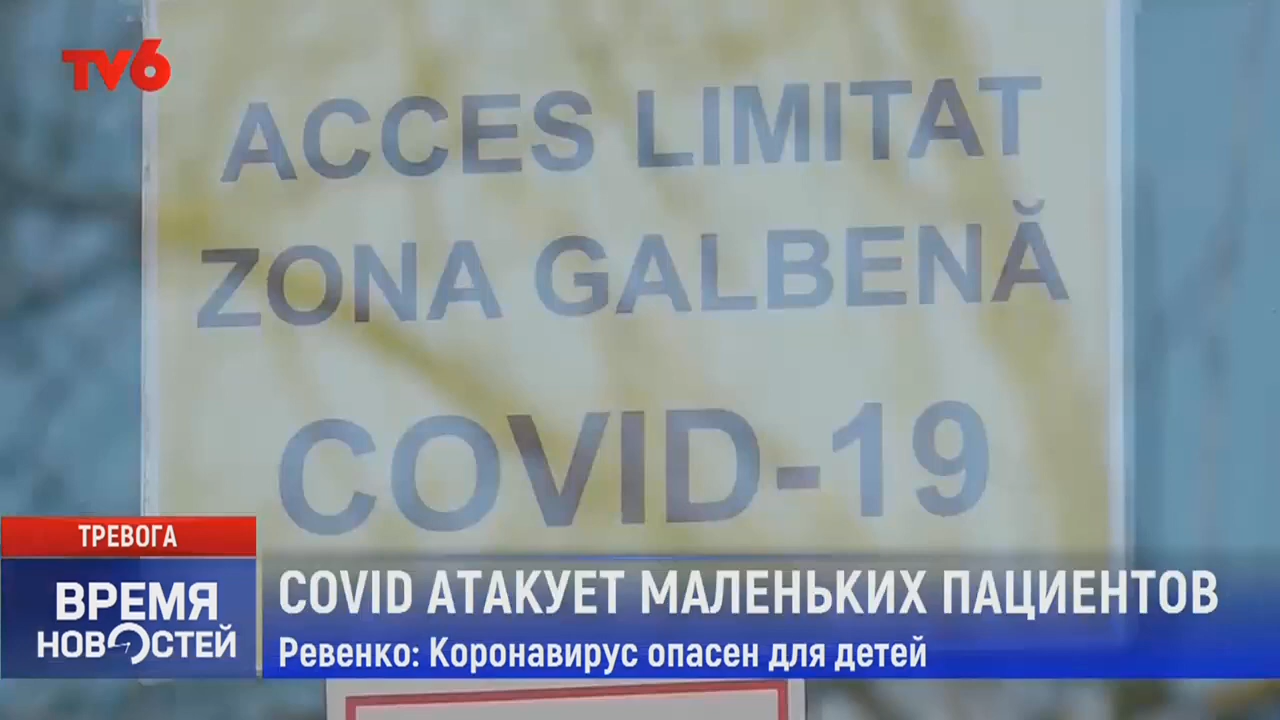 TV6
ACCES LIMITAT
ZONA GALBENĂ
COVID-19
ТРЕВОГА
ВРЕМЯ
НОВОСТЕЙ
COVID АТАКУЕТ МАЛЕНЬКИХ ПАЦИЕНТОВ
Ревенко: Коронавирус опасен для детей